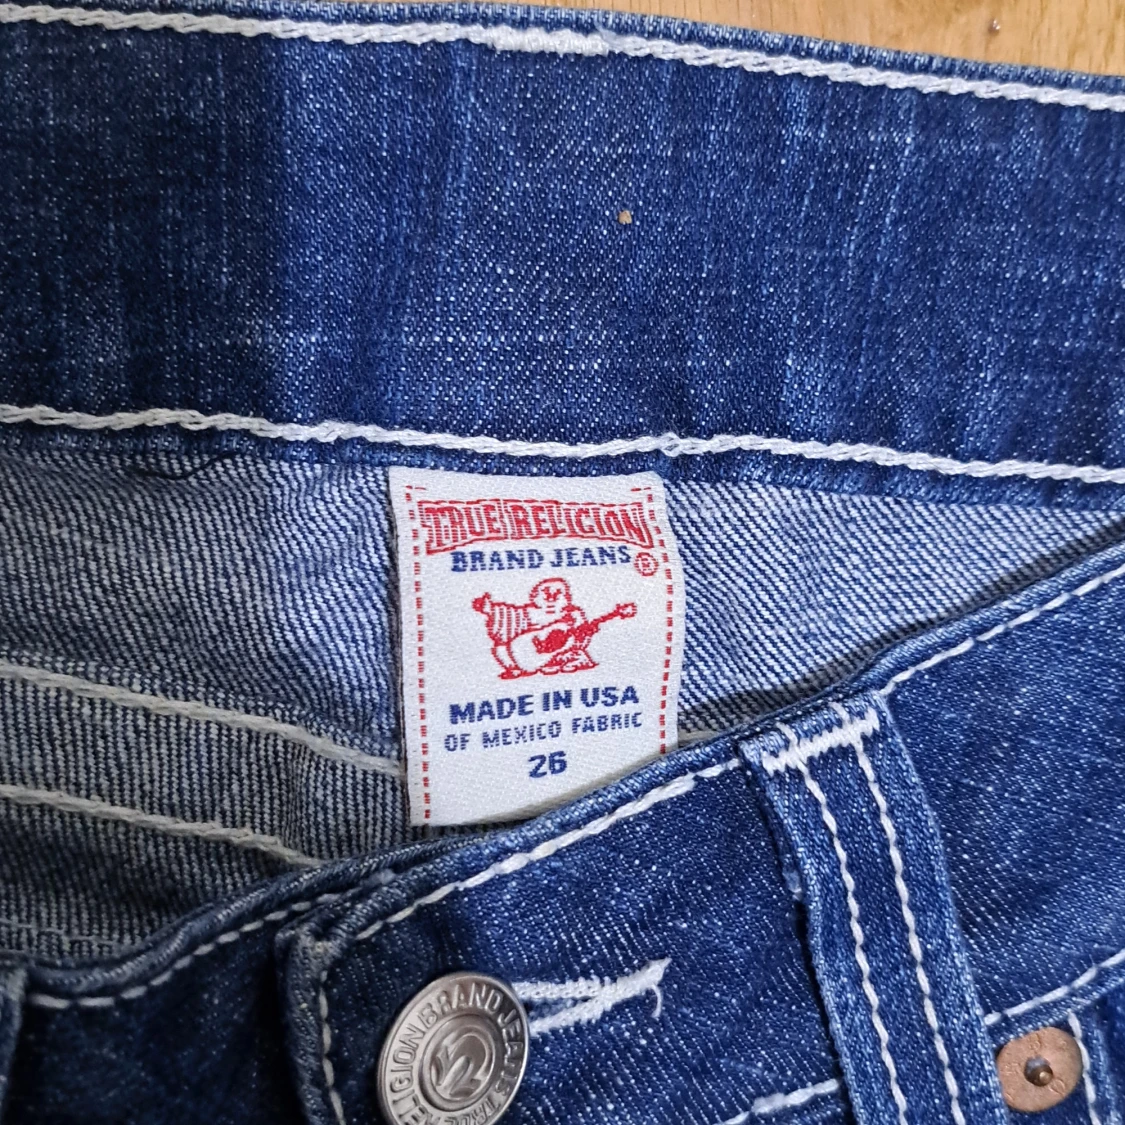 TRUE RELIGION
BRAND JEANS ®
MADE IN USA
OF MEXICO FABRIC
26
TRUE RELIGION BRAND JEANS